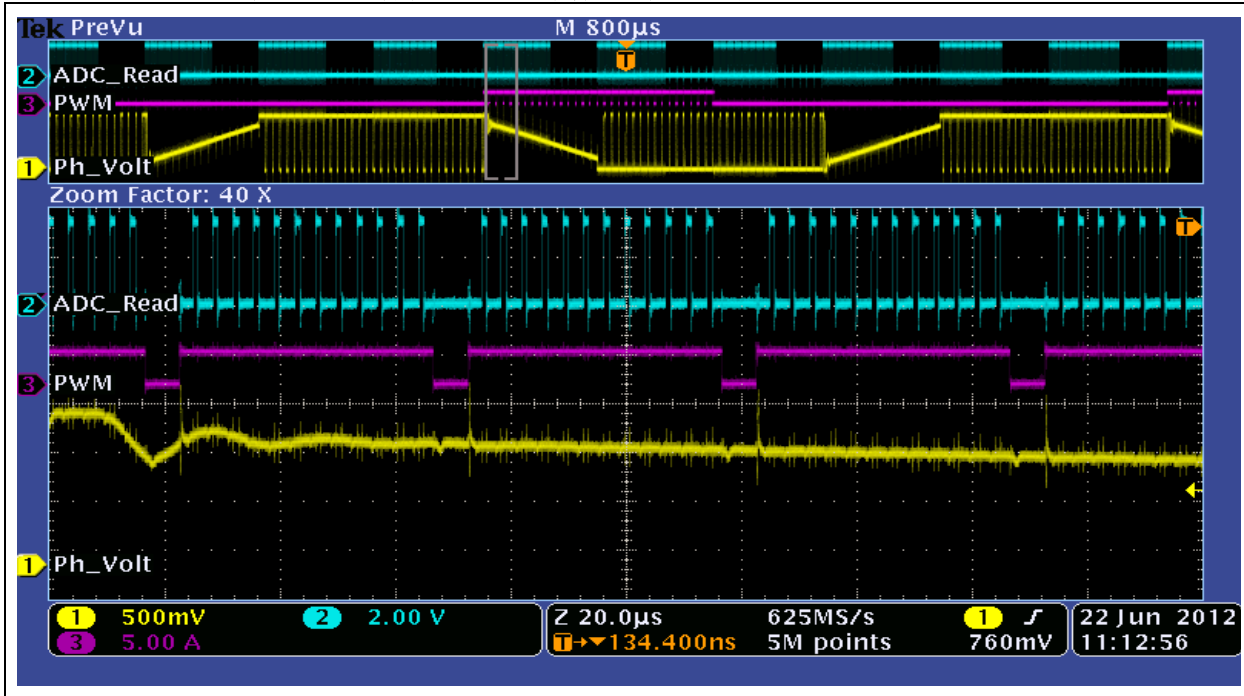 Tek PreVu M 800µs
T
2 ADC_Read
3 PWM
1 Ph_Volt
Zoom Factor: 40 X
T
2 ADC_Read
3 PWM
1 Ph_Volt
1 500mV 2 2.00 V Z 20.0µs 625MS/s 1 22 Jun 2012
3 5.00 A T→▼134.400ns 5M points 760mV 11:12:56